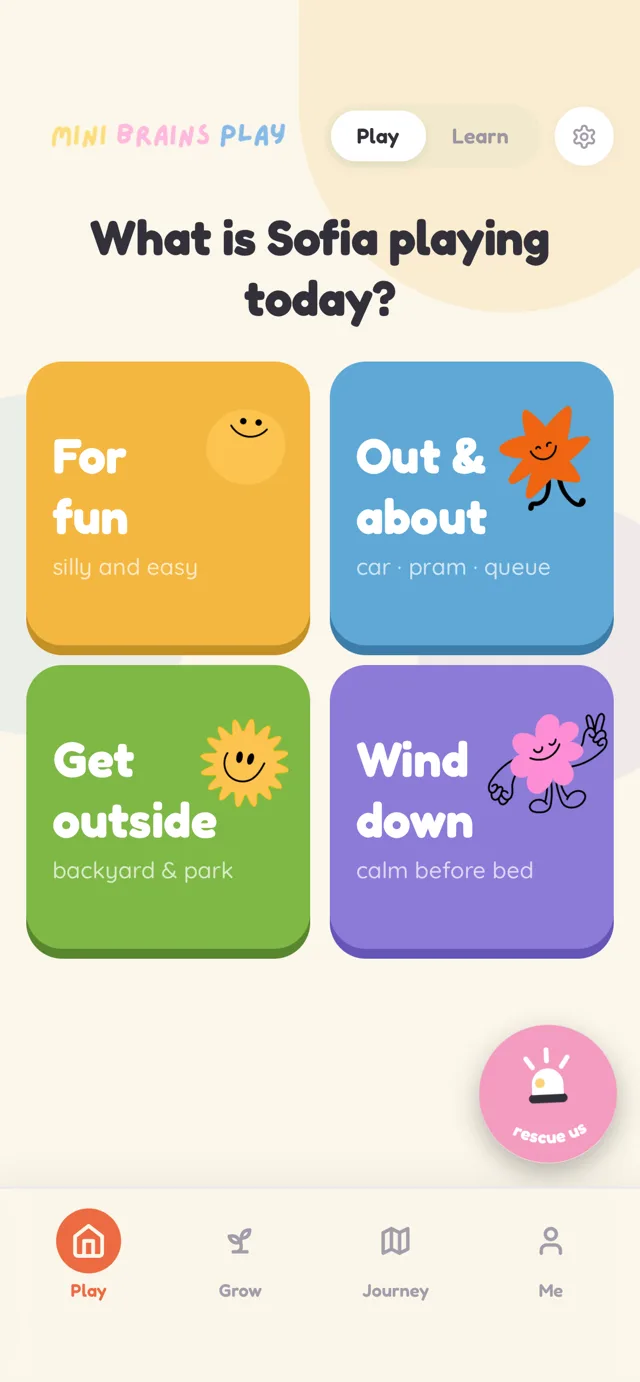 MINI BRAINS PLAY
Play
Learn
What is Sofia playing
today?
For
fun
silly and easy
Out &
about
car · pram · queue
Get
outside
backyard & park
Wind
down
calm before bed
rescue us
Play
Grow
Journey
Me